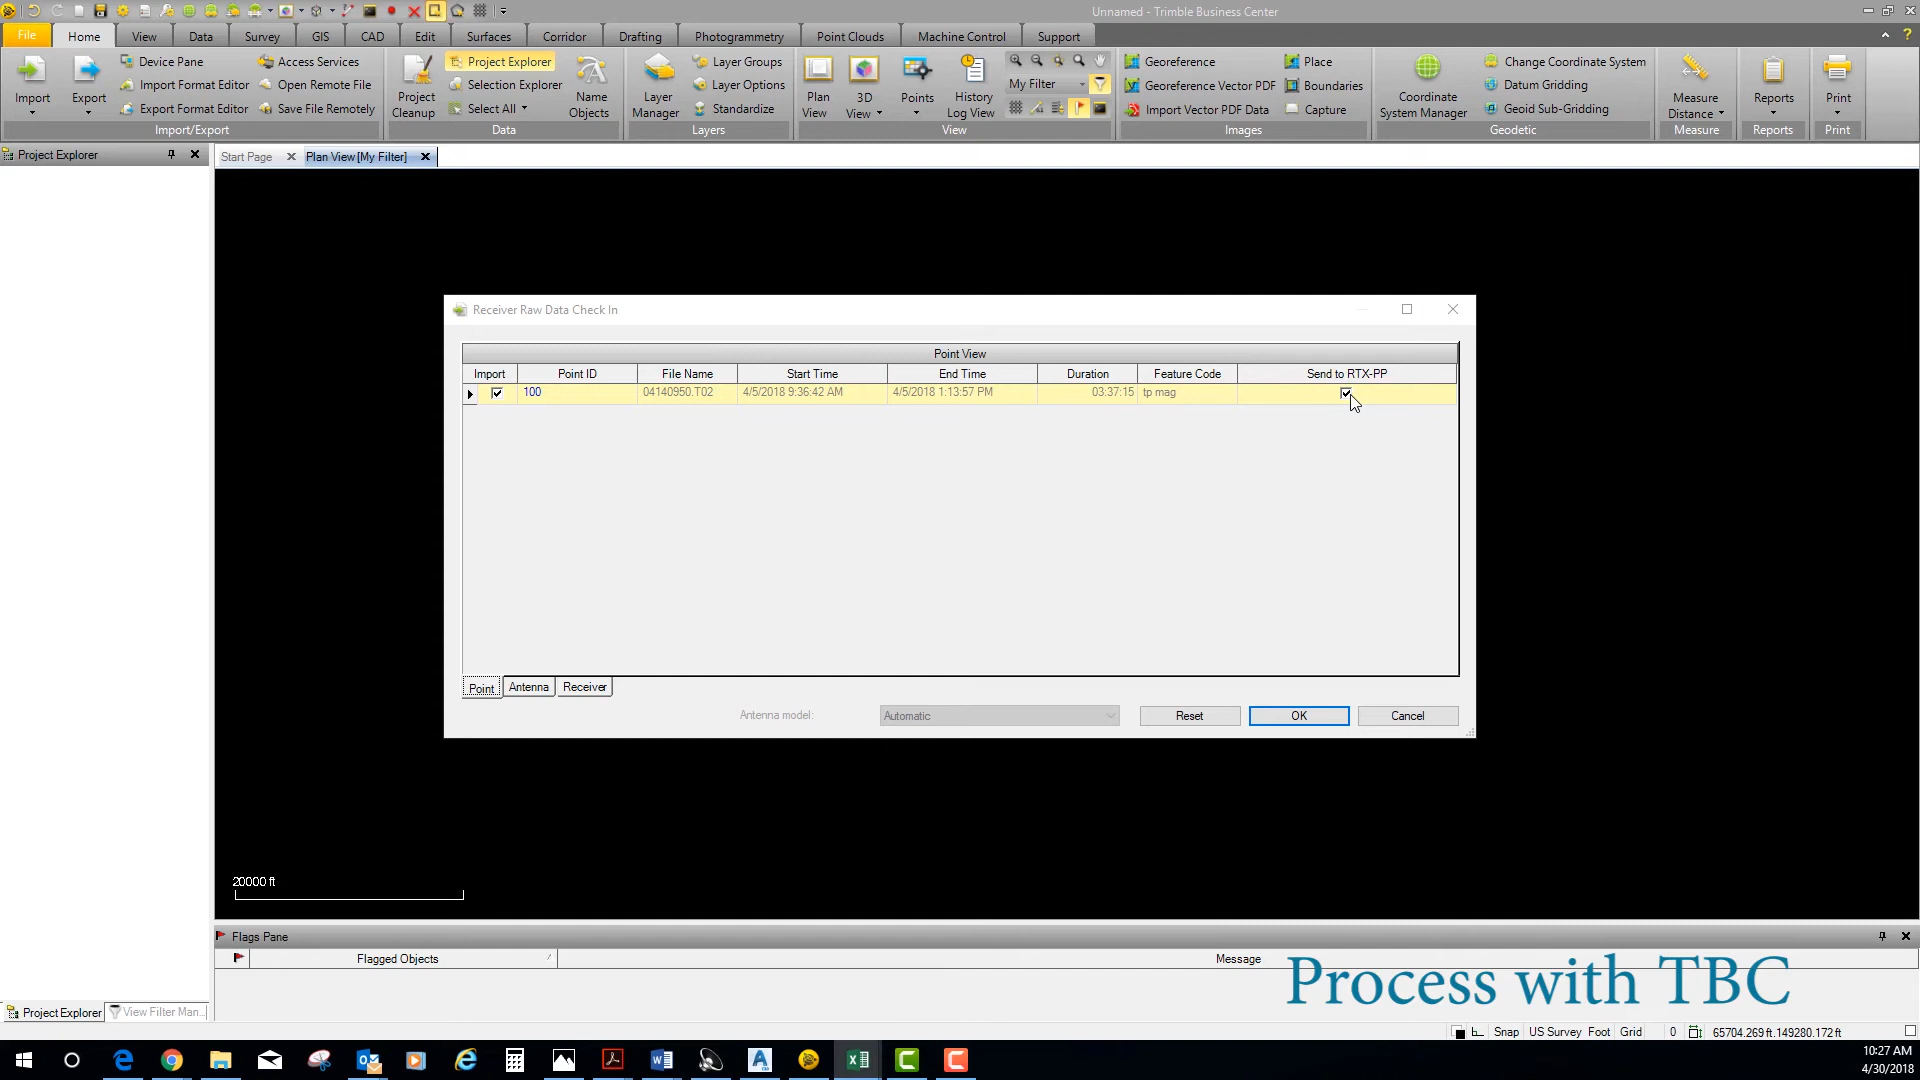 Unnamed - Trimble Business Center
File Home View Data Survey GIS CAD Edit Surfaces Corridor Drafting Photogrammetry Point Clouds Machine Control Support
Device Pane Access Services Project Explorer Layer Groups Georeference Place Change Coordinate System
Import Format Editor Open Remote File Selection Explorer Layer Options My Filter Georeference Vector PDF Boundaries Datum Gridding
Import Export Project Cleanup Name Objects Layer Manager Plan View 3D View Points History Log View Coordinate System Manager Measure Distance Reports Print
Export Format Editor Save File Remotely Select All Standardize Import Vector PDF Data Capture Geoid Sub-Gridding
Import/Export Data Layers View Images Geodetic Measure Reports Print
Project Explorer Start Page Plan View [My Filter]
Receiver Raw Data Check In
Point View
Import Point ID File Name Start Time End Time Duration Feature Code Send to RTX-PP
100 04140950.T02 4/5/2018 9:36:42 AM 4/5/2018 1:13:57 PM 03:37:15 tp mag
Point Antenna Receiver
Antenna model: Automatic Reset OK Cancel
20000 ft
Flags Pane
Flagged Objects Message
Process with TBC
Project Explorer View Filter Man...
Snap US Survey Foot Grid 0 65704.269 ft, 149280.172 ft
10:27 AM
4/30/2018